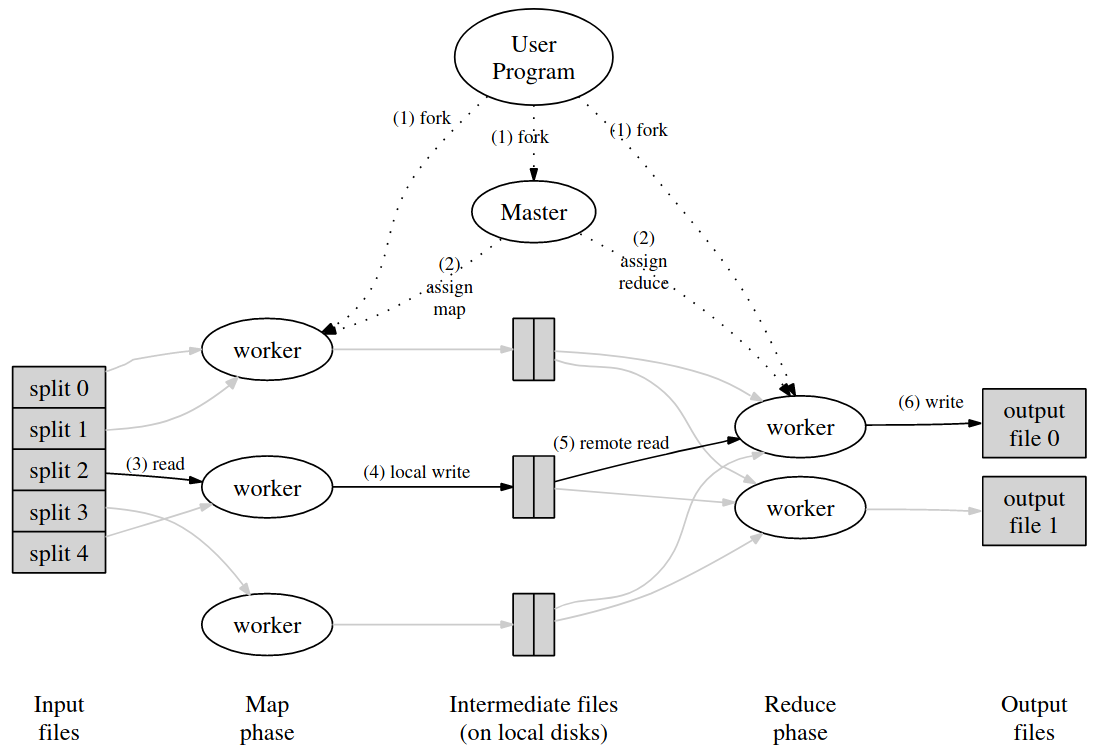 User
Program
(1) fork
(1) fork
(1) fork
Master
(2)
assign
map
(2)
assign
reduce
worker
split 0
split 1
split 2
split 3
split 4
(3) read
worker
(4) local write
worker
(5) remote read
worker
worker
(6) write
output
file 0
output
file 1
Input
files
Map
phase
Intermediate files
(on local disks)
Reduce
phase
Output
files